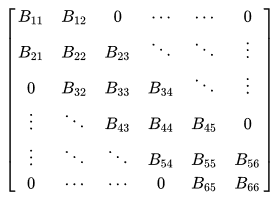 B₁₁ B₁₂ 0 ⋯ ⋯ 0
B₂₁ B₂₂ B₂₃ ⋱ ⋱ ⋮
0 B₃₂ B₃₃ B₃₄ ⋱ ⋮
⋮ ⋱ B₄₃ B₄₄ B₄₅ 0
⋮ ⋱ ⋱ B₅₄ B₅₅ B₅₆
0 ⋯ ⋯ 0 B₆₅ B₆₆